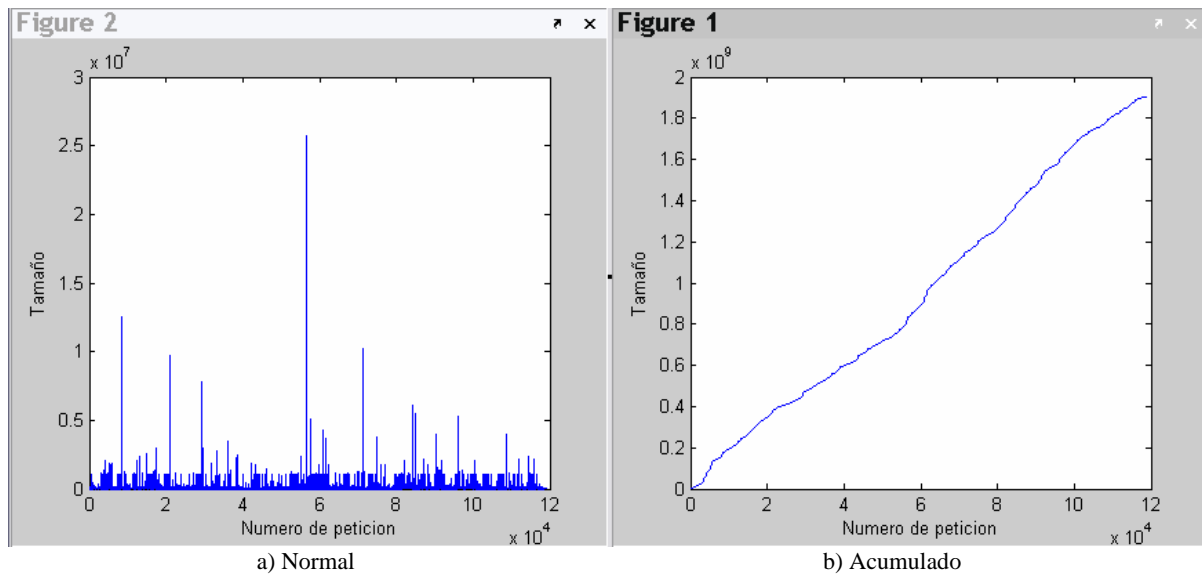 Figure 2
x 10^7
3
2.5
2
1.5
1
0.5
0
Tamaño
0 2 4 6 8 10 12
Numero de peticion
x 10^4
a) Normal
Figure 1
x 10^9
2
1.8
1.6
1.4
1.2
1
0.8
0.6
0.4
0.2
0
Tamaño
0 2 4 6 8 10 12
Numero de peticion
x 10^4
b) Acumulado